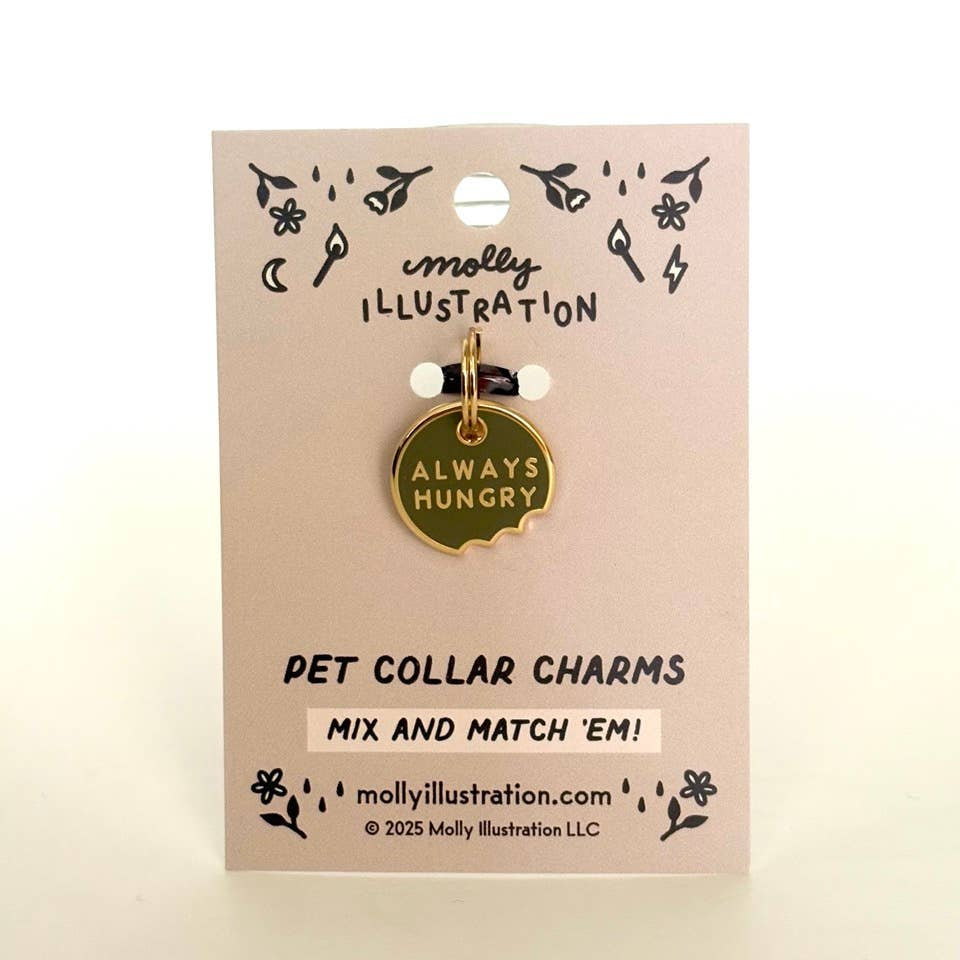 molly
ILLUSTRATION
ALWAYS
HUNGRY
PET COLLAR CHARMS
MIX AND MATCH 'EM!
mollyillustration.com
© 2025 Molly Illustration LLC